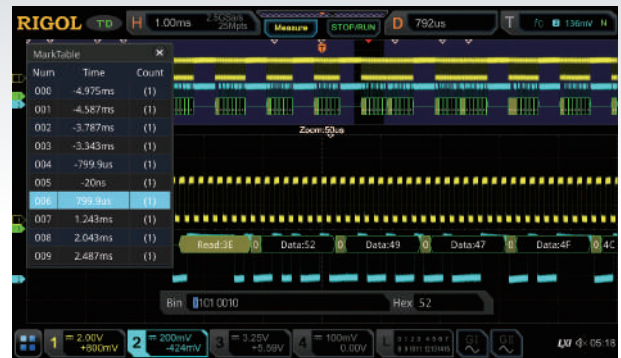 RIGOL T'D H 1.00ms 2.5GSa/s 25Mpts Measure STOP/RUN D 792us T 136mV N
MarkTable ×
Num Time Count
000 -4.975ms (1)
001 -4.587ms (1)
002 -3.787ms (1)
003 -3.343ms (1)
004 -799.9us (1)
005 -20ns (1)
006 799.9us (1)
007 1.243ms (1)
008 2.043ms (1)
009 2.487ms (1)
Zoom:50us
Read:3E 0 Data:52 0 Data:49 0 Data:47 0 Data:4F 0 4C
Bin 0101 0010 Hex 52
1 2.00V +800mV 2 200mV -424mV 3 3.25V +5.59V 4 100mV 0.00V L GI GII LXI 05:18